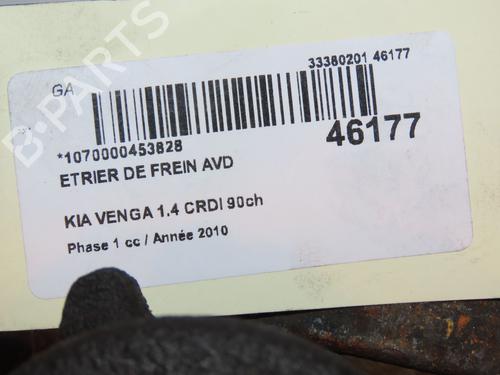 GA
33380201 46177
*1070000453828
46177
ETRIER DE FREIN AVD
KIA VENGA 1.4 CRDI 90ch
Phase 1 cc / Année 2010
B-PARTS